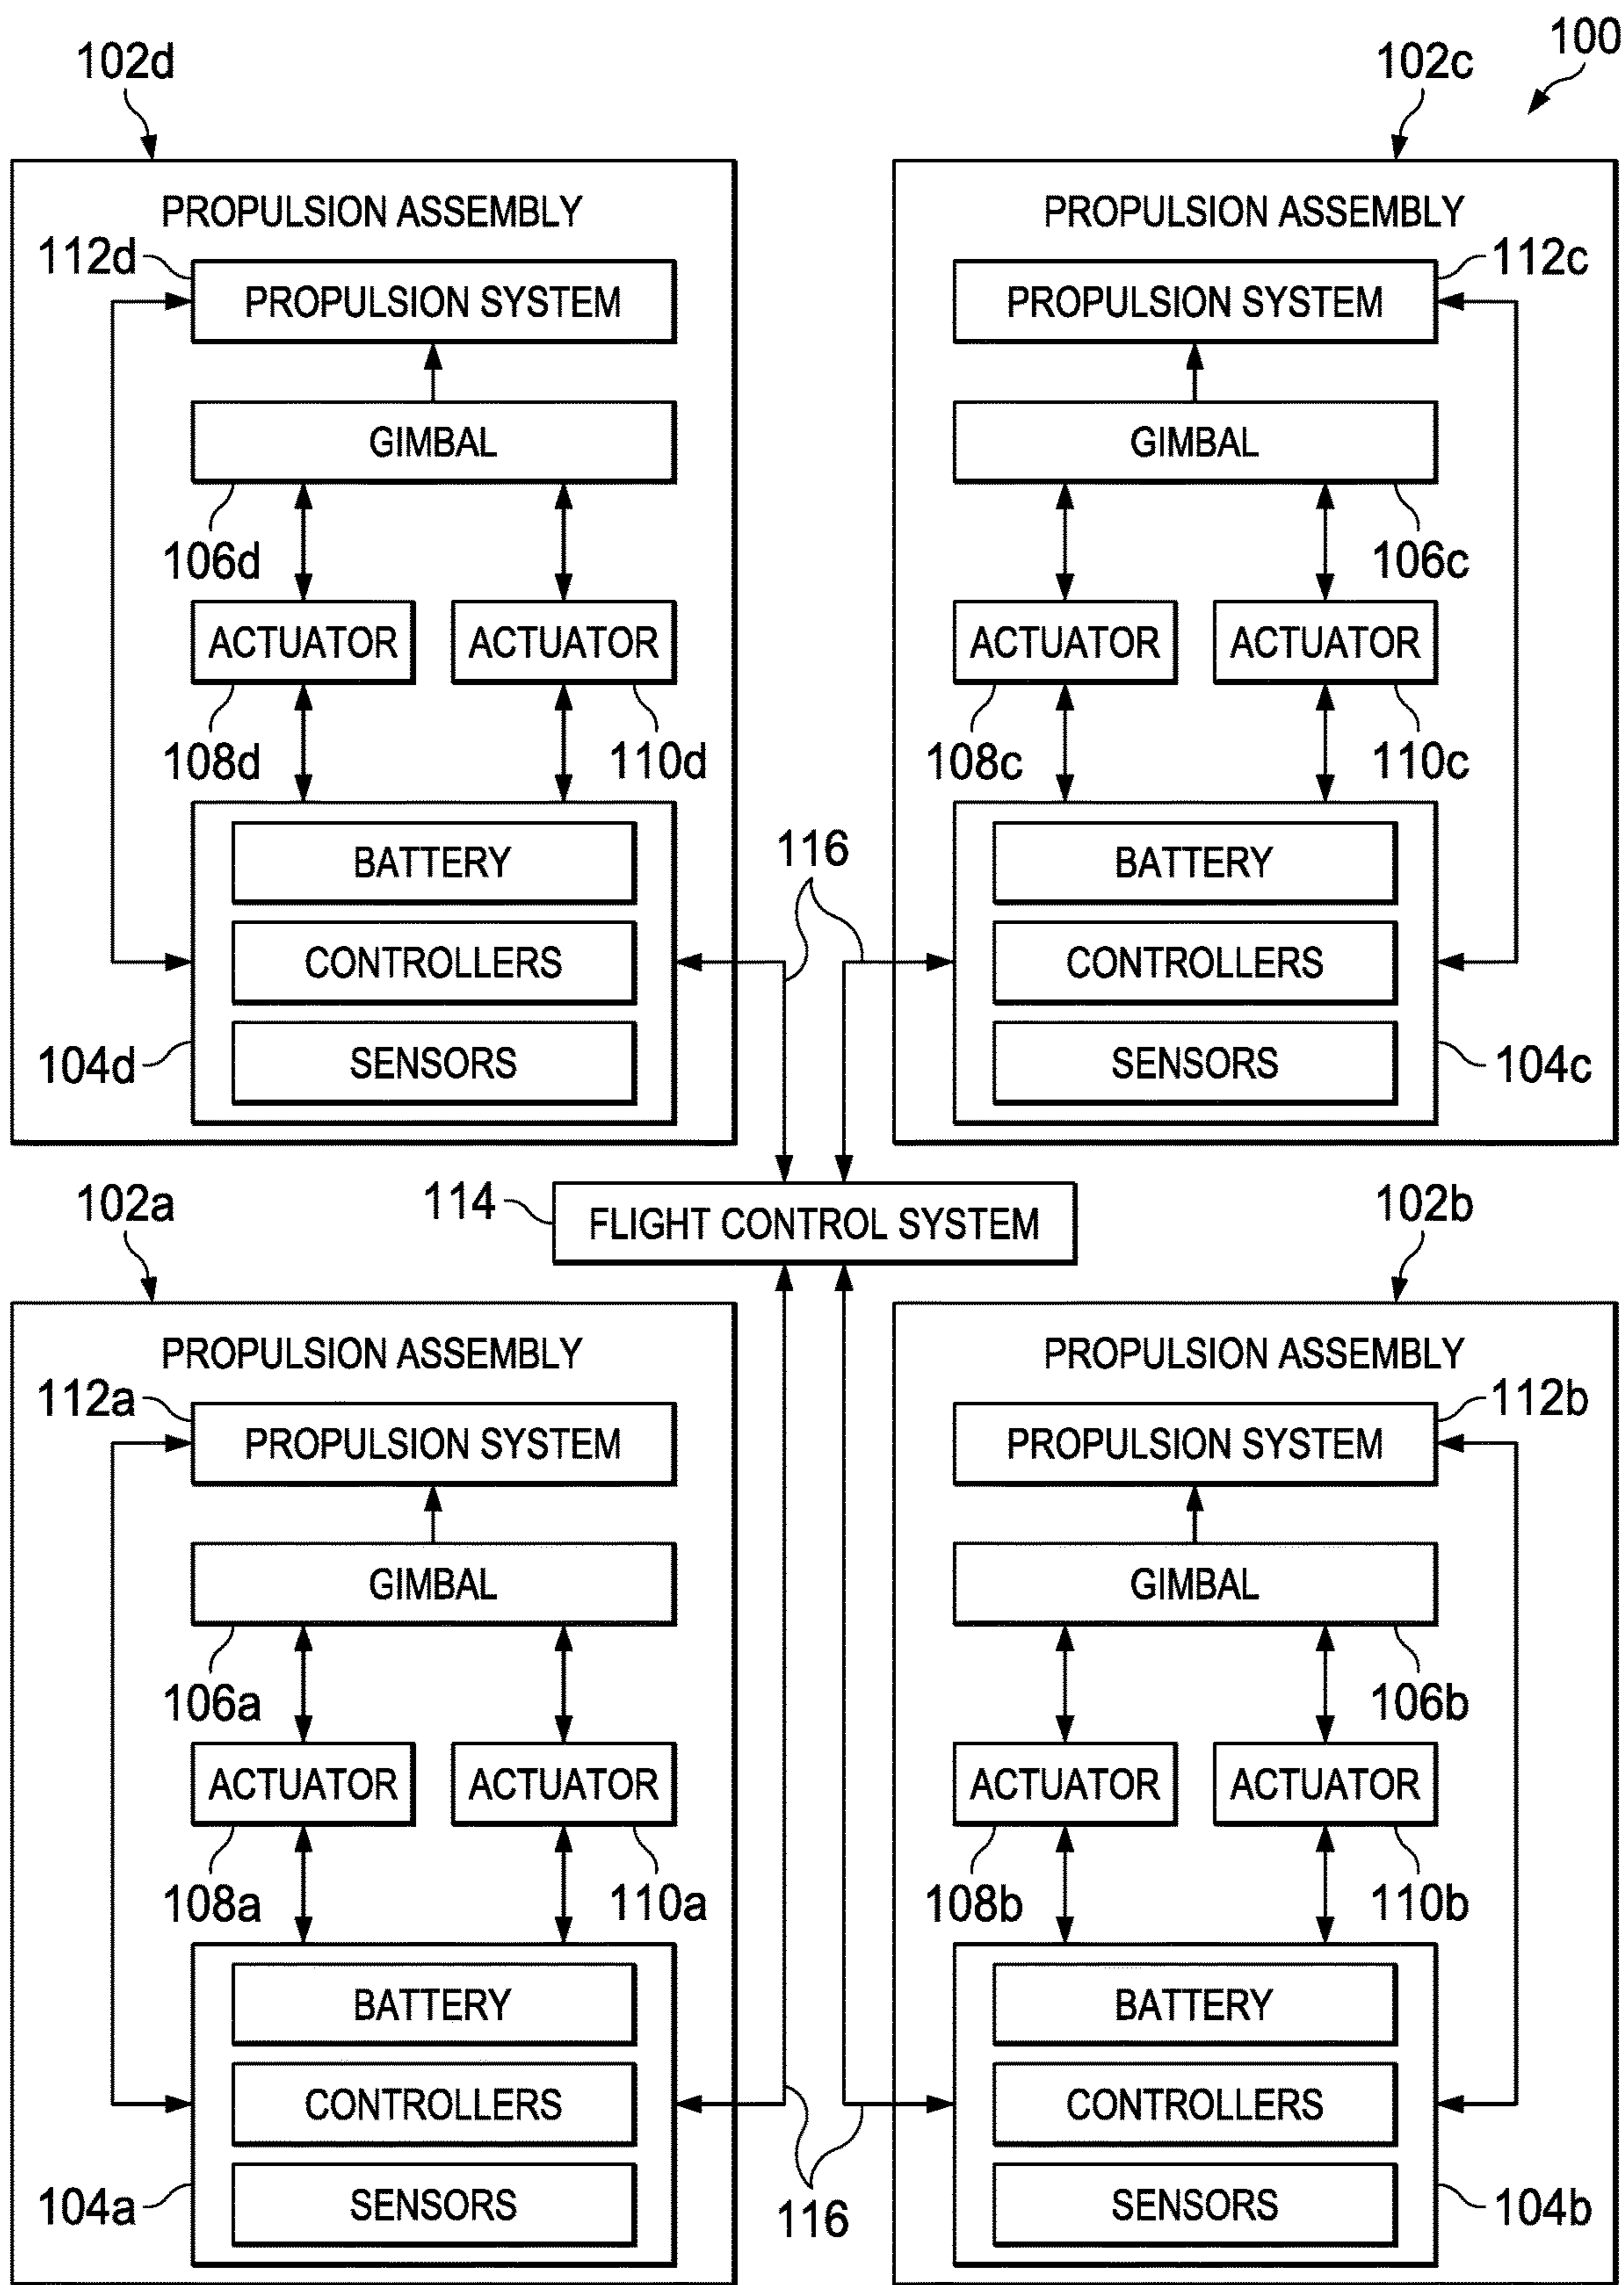 100
102d
PROPULSION ASSEMBLY
112d
PROPULSION SYSTEM
GIMBAL
106d
ACTUATOR
ACTUATOR
108d
110d
BATTERY
CONTROLLERS
SENSORS
104d
102c
PROPULSION ASSEMBLY
112c
PROPULSION SYSTEM
GIMBAL
106c
ACTUATOR
ACTUATOR
108c
110c
BATTERY
CONTROLLERS
SENSORS
104c
116
114
FLIGHT CONTROL SYSTEM
102a
PROPULSION ASSEMBLY
112a
PROPULSION SYSTEM
GIMBAL
106a
ACTUATOR
ACTUATOR
108a
110a
BATTERY
CONTROLLERS
SENSORS
104a
102b
PROPULSION ASSEMBLY
112b
PROPULSION SYSTEM
GIMBAL
106b
ACTUATOR
ACTUATOR
108b
110b
BATTERY
CONTROLLERS
SENSORS
104b
116